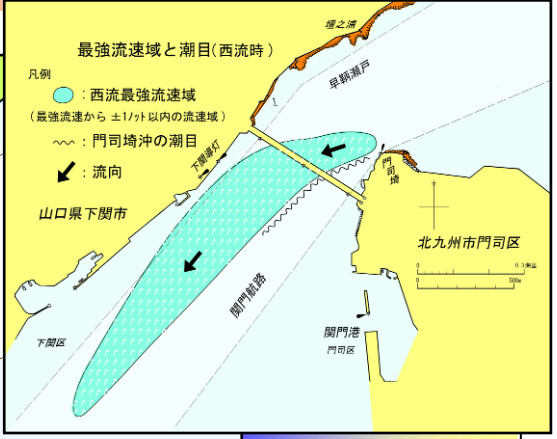 最強流速域と潮目(西流時)
凡例
：西流最強流速域
(最強流速から ±1ノット以内の流速域)
：門司埼沖の潮目
：流向
壇之浦
早鞆瀬戸
下関導灯
門司埼
山口県下関市
北九州市門司区
0
500m
関門航路
下関区
関門港
門司区